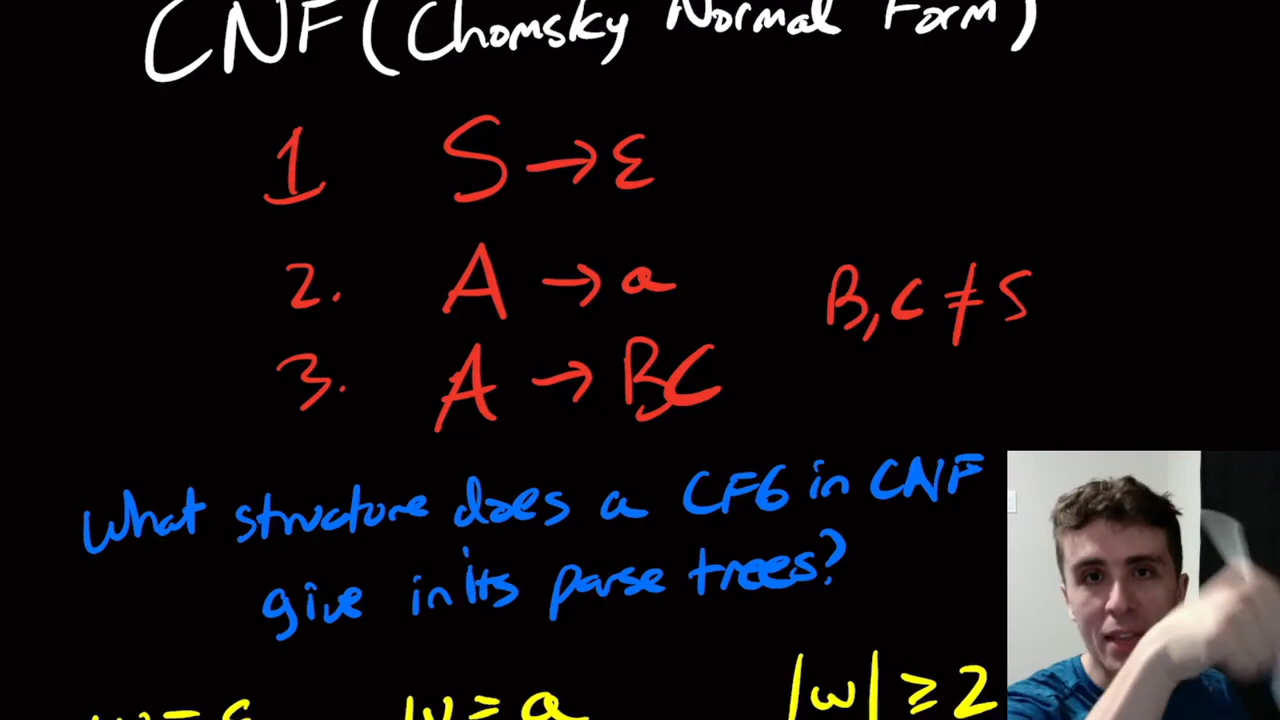 CNF (Chomsky Normal Form)
1 S → ε
2. A → a
3. A → BC
B, C ≠ S
What structure does a CFG in CNF
give in its parse trees?
w = ε |w| = a |w| ≥ 2